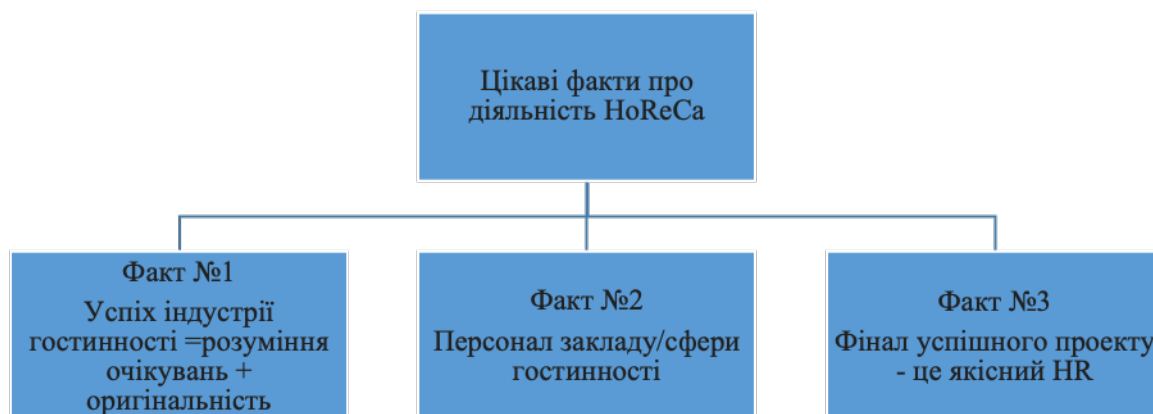 Цікаві факти про
діяльність HoReCa
Факт №1
Успіх індустрії
гостинності =розуміння
очікувань +
оригінальність
Факт №2
Персонал закладу/сфери
гостинності
Факт №3
Фінал успішного проекту
- це якісний HR